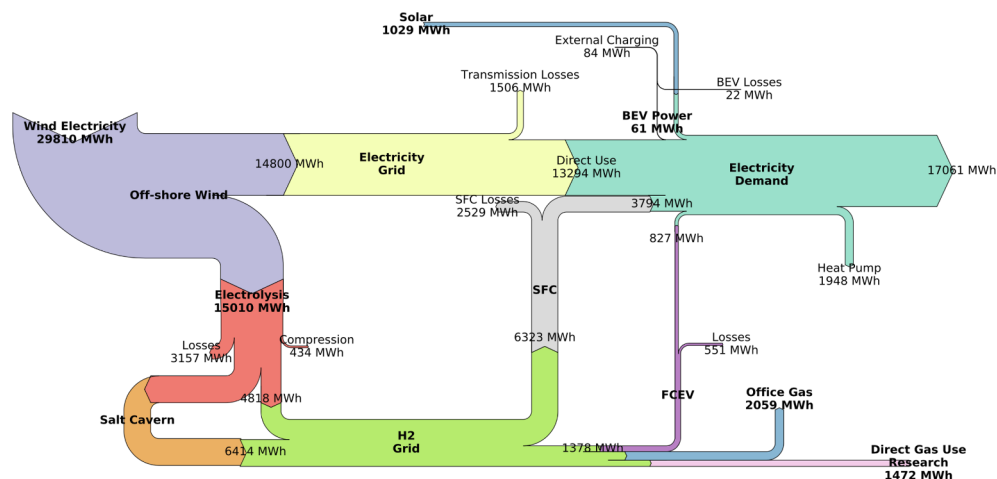 Solar
1029 MWh
External Charging
84 MWh
Transmission Losses
1506 MWh
BEV Losses
22 MWh
BEV Power
61 MWh
Wind Electricity
29810 MWh
14800 MWh
Electricity
Grid
Direct Use
13294 MWh
Electricity
Demand
17061 MWh
Off-shore Wind
SFC Losses
2529 MWh
3794 MWh
827 MWh
Heat Pump
1948 MWh
Electrolysis
15010 MWh
SFC
6323 MWh
Losses
3157 MWh
Compression
434 MWh
Losses
551 MWh
4818 MWh
FCEV
Office Gas
2059 MWh
Salt Cavern
H2
Grid
6414 MWh
1378 MWh
Direct Gas Use
Research
1472 MWh